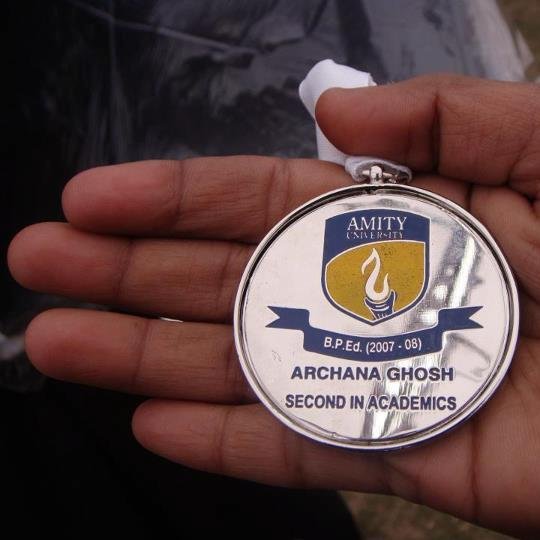 AMITY
UNIVERSITY
B.P.Ed. (2007 - 08)
ARCHANA GHOSH
SECOND IN ACADEMICS